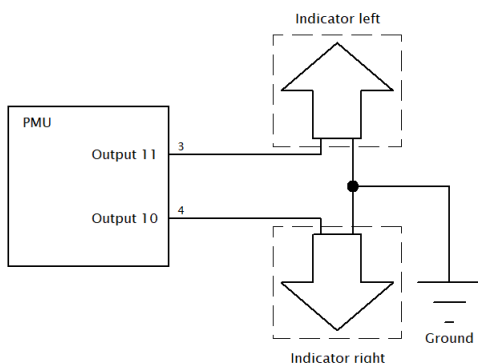 Indicator left
PMU
Output 11
3
Output 10
4
Ground
Indicator right